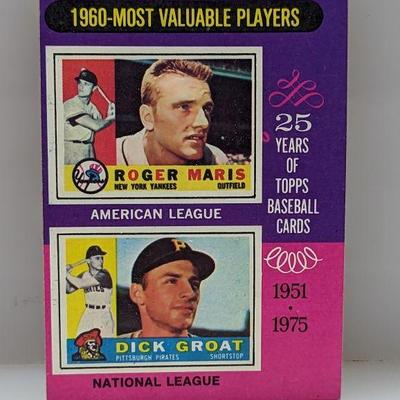 1960-MOST VALUABLE PLAYERS
ROGER MARIS
NEW YORK YANKEES OUTFIELD
AMERICAN LEAGUE
25
YEARS
OF
TOPPS
BASEBALL
CARDS
1951
•
1975
PIRATES
DICK GROAT
PITTSBURGH PIRATES SHORTSTOP
NATIONAL LEAGUE